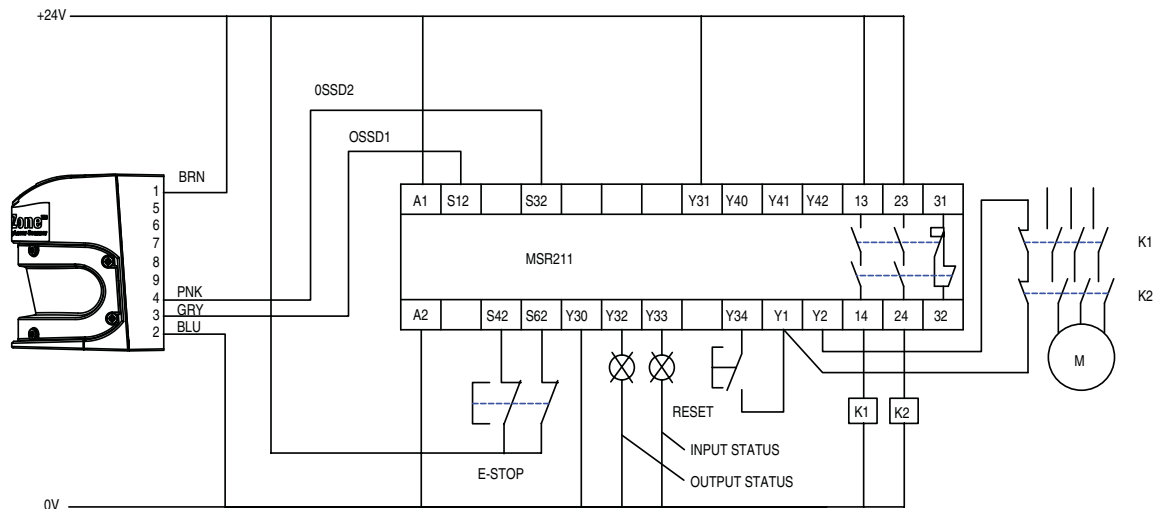 +24V
0SSD2
OSSD1
BRN
1
5
6
7
8
9
4
3
2
PNK
GRY
BLU
Zone
A1 S12 S32 Y31 Y40 Y41 Y42 13 23 31
MSR211
A2 S42 S62 Y30 Y32 Y33 Y34 Y1 Y2 14 24 32
K1
K2
M
K1 K2
RESET
INPUT STATUS
E-STOP
OUTPUT STATUS
0V